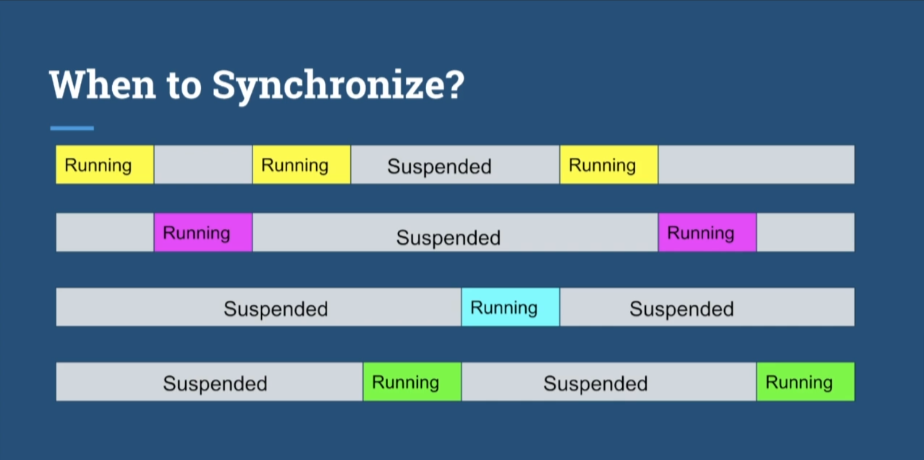 When to Synchronize?
Running Running Suspended Running
Running Suspended Running
Suspended Running Suspended
Suspended Running Suspended Running